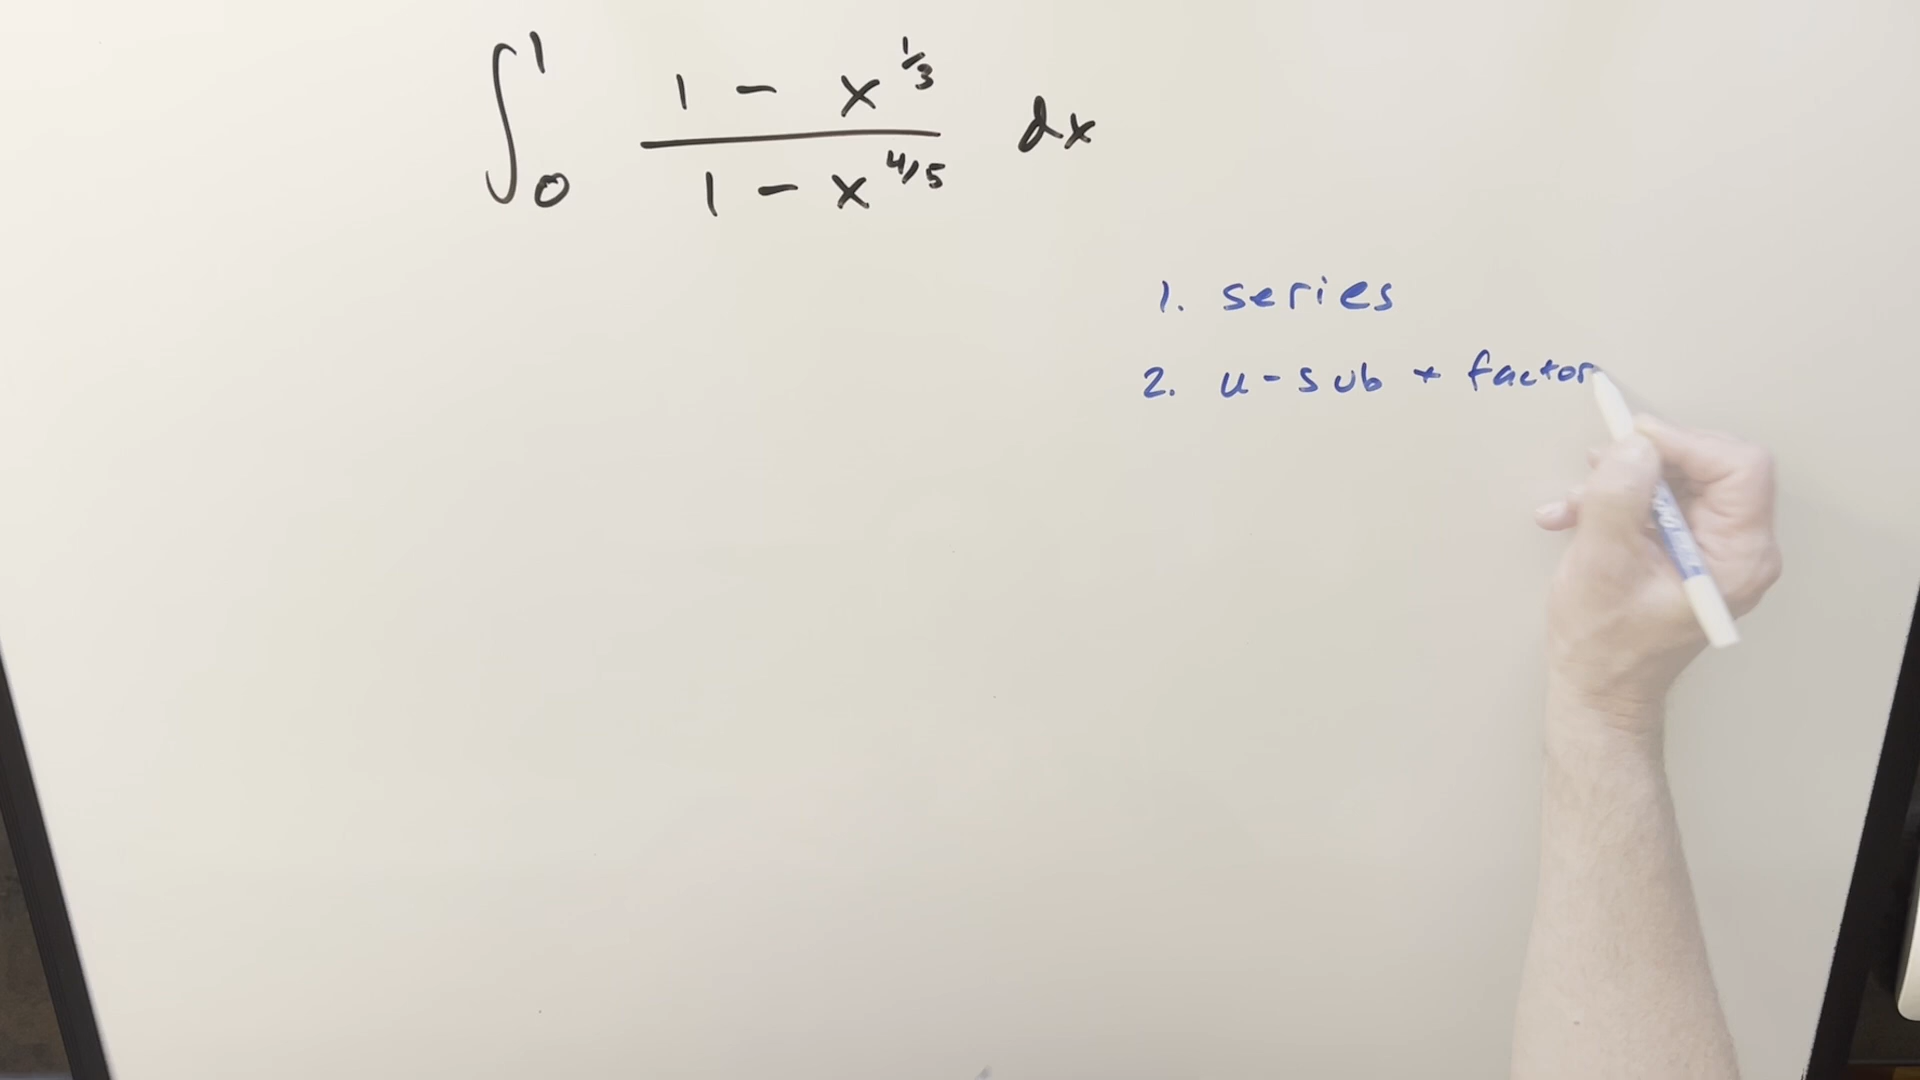 ∫₀¹ (1 - x^{1/3}) / (1 - x^{4/5}) dx
1. series
2. u-sub + factor